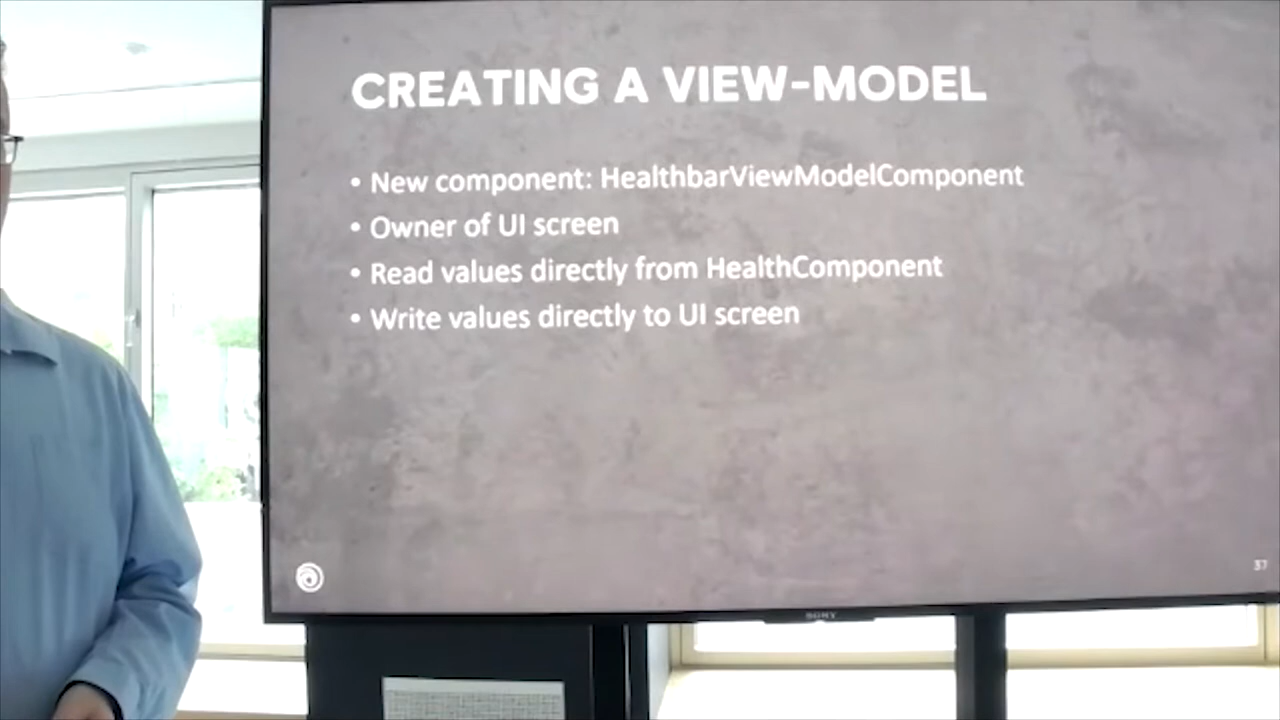 CREATING A VIEW-MODEL
• New component: HealthbarViewModelComponent
• Owner of UI screen
• Read values directly from HealthComponent
• Write values directly to UI screen
37
SONY